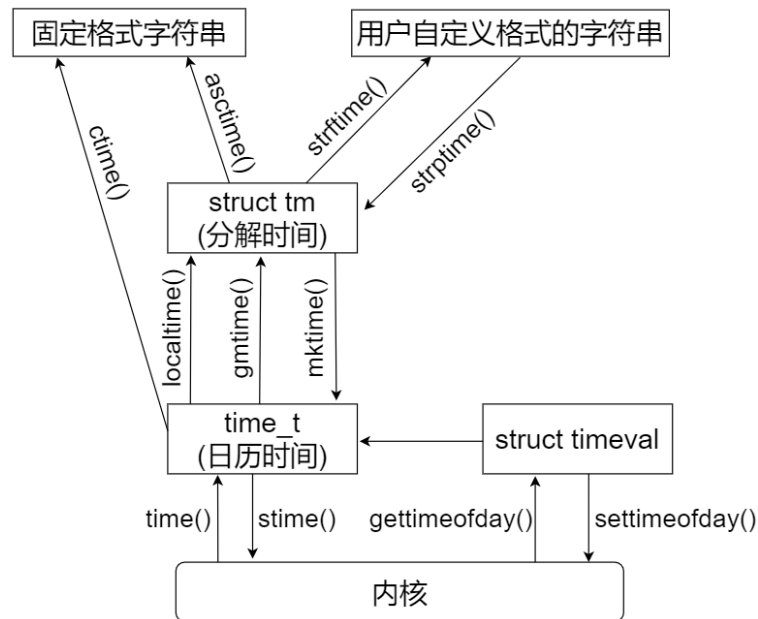 固定格式字符串
用户自定义格式的字符串
ctime()
asctime()
strftime()
strptime()
struct tm
(分解时间)
localtime()
gmtime()
mktime()
time_t
(日历时间)
struct timeval
time()
stime()
gettimeofday()
settimeofday()
内核